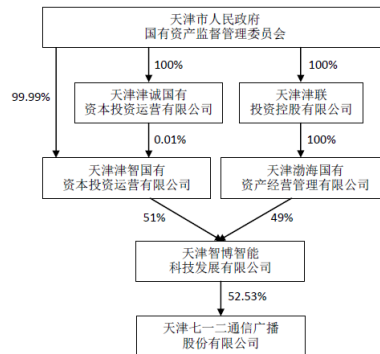 天津市人民政府
国有资产监督管理委员会
99.99%
100%
100%
天津津诚国有
资本投资运营有限公司
天津津联
投资控股有限公司
0.01%
100%
天津津智国有
资本投资运营有限公司
天津渤海国有
资产经营管理有限公司
51%
49%
天津智博智能
科技发展有限公司
52.53%
天津七一二通信广播
股份有限公司